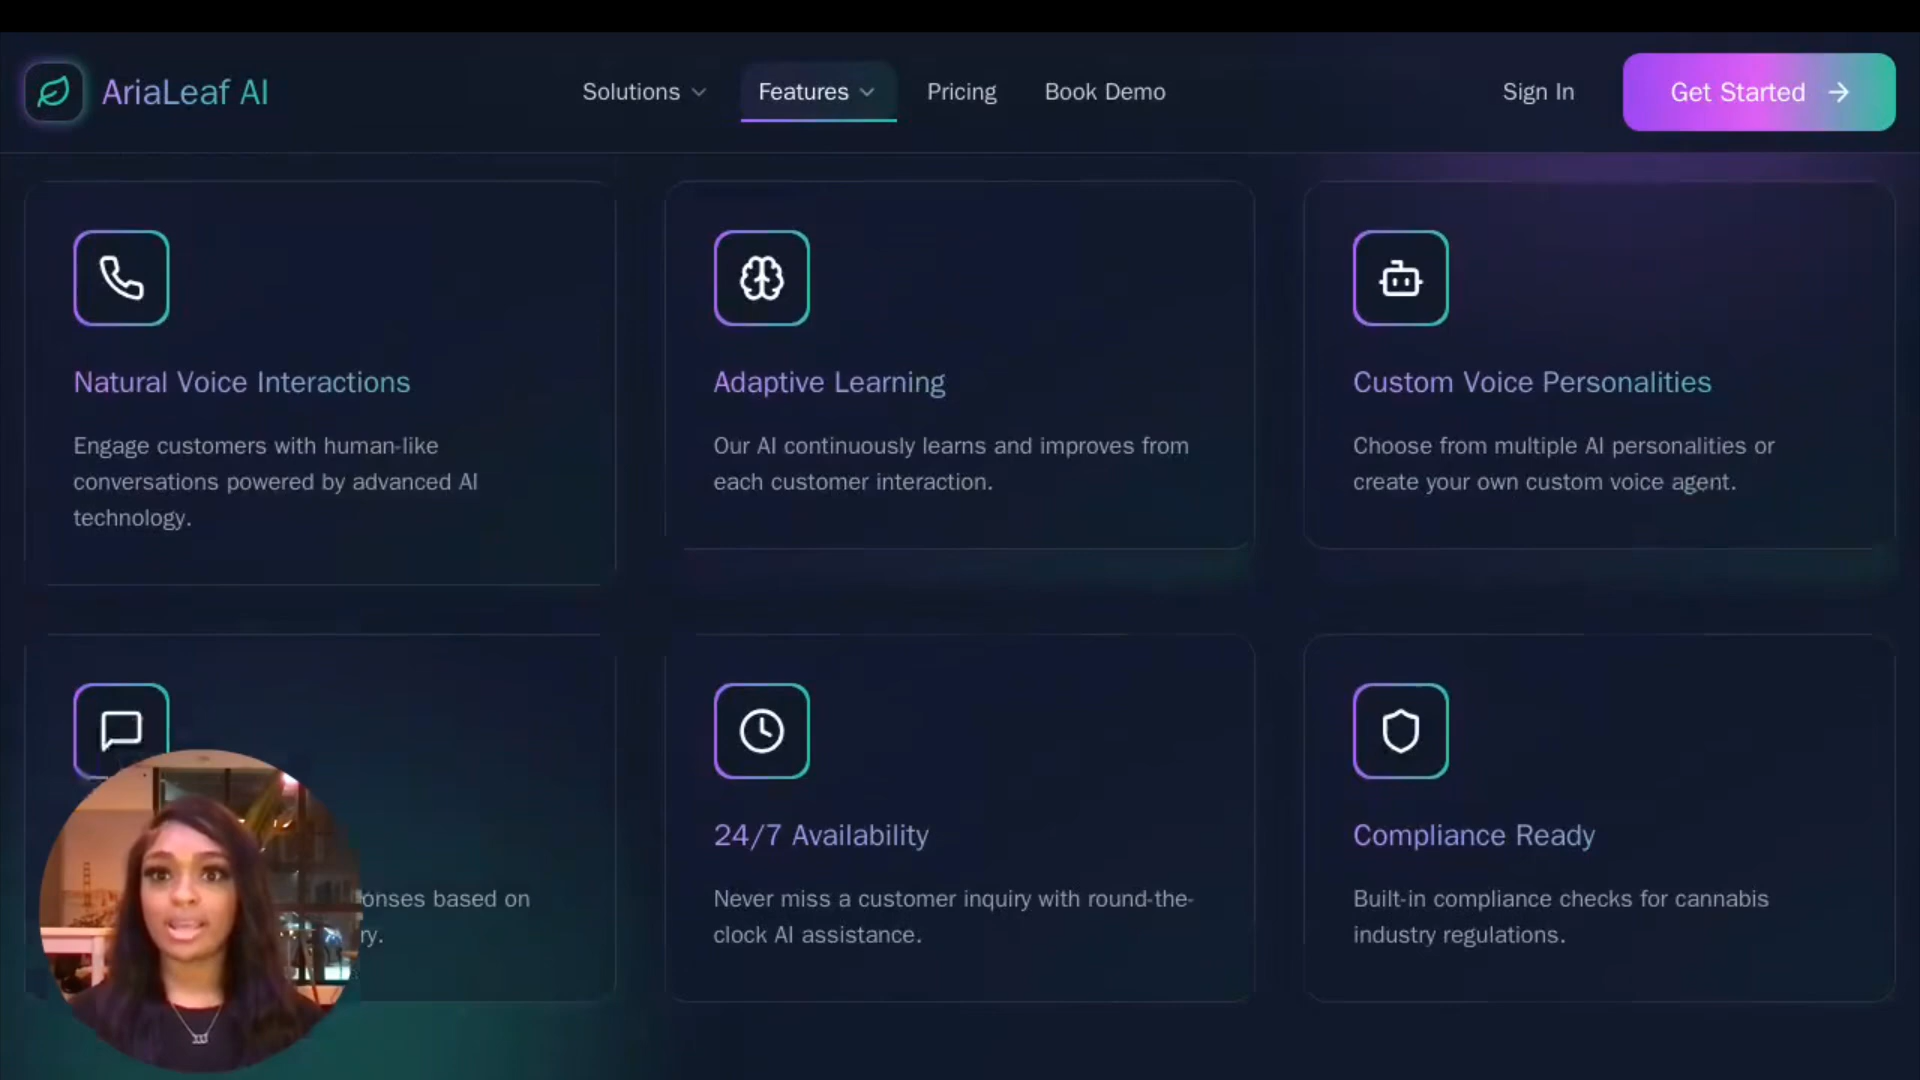 AriaLeaf AI
Solutions
Features
Pricing
Book Demo
Sign In
Get Started
Natural Voice Interactions
Engage customers with human-like
conversations powered by advanced AI
technology.
Adaptive Learning
Our AI continuously learns and improves from
each customer interaction.
Custom Voice Personalities
Choose from multiple AI personalities or
create your own custom voice agent.
based on
24/7 Availability
Never miss a customer inquiry with round-the-
clock AI assistance.
Compliance Ready
Built-in compliance checks for cannabis
industry regulations.